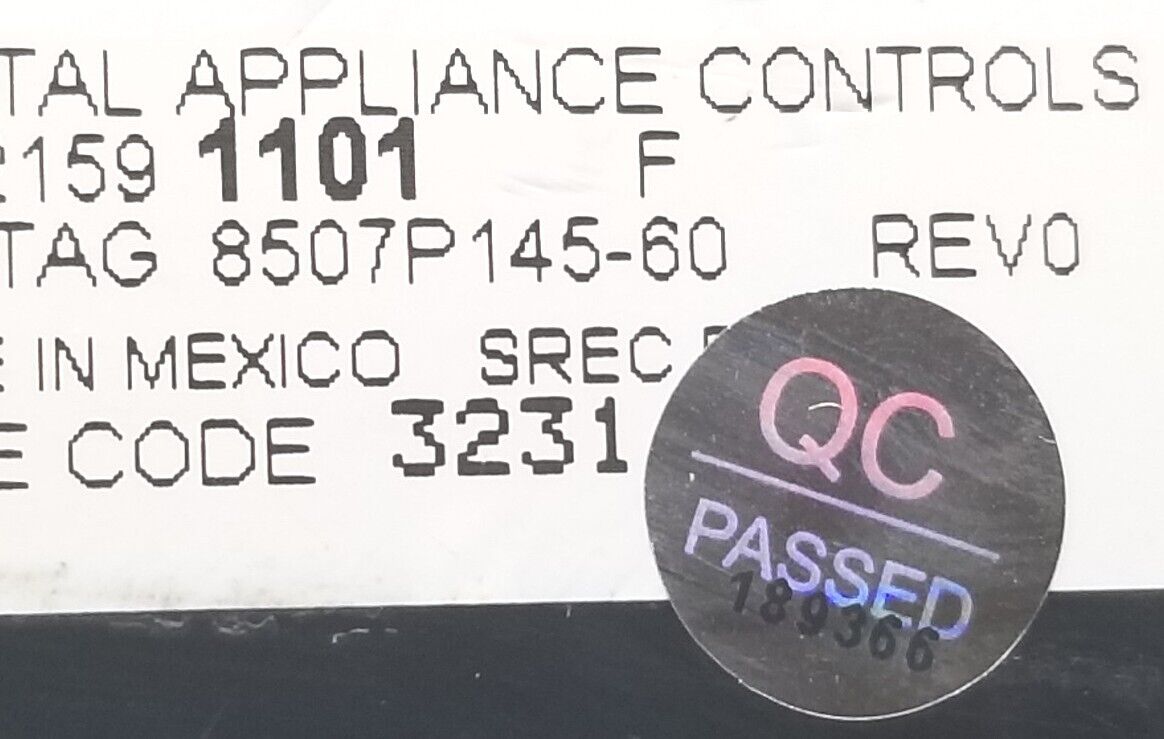 TAL APPLIANCE CONTROLS
2159 1101 F
TAG 8507P145-60 REV0
E IN MEXICO SREC
E CODE 3231
QC
PASSED
189366